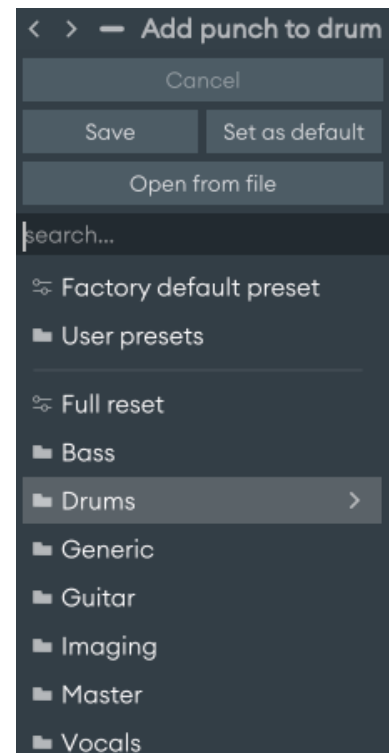 Add punch to drum
Cancel
Save Set as default
Open from file
search...
Factory default preset
User presets
Full reset
Bass
Drums
Generic
Guitar
Imaging
Master
Vocals